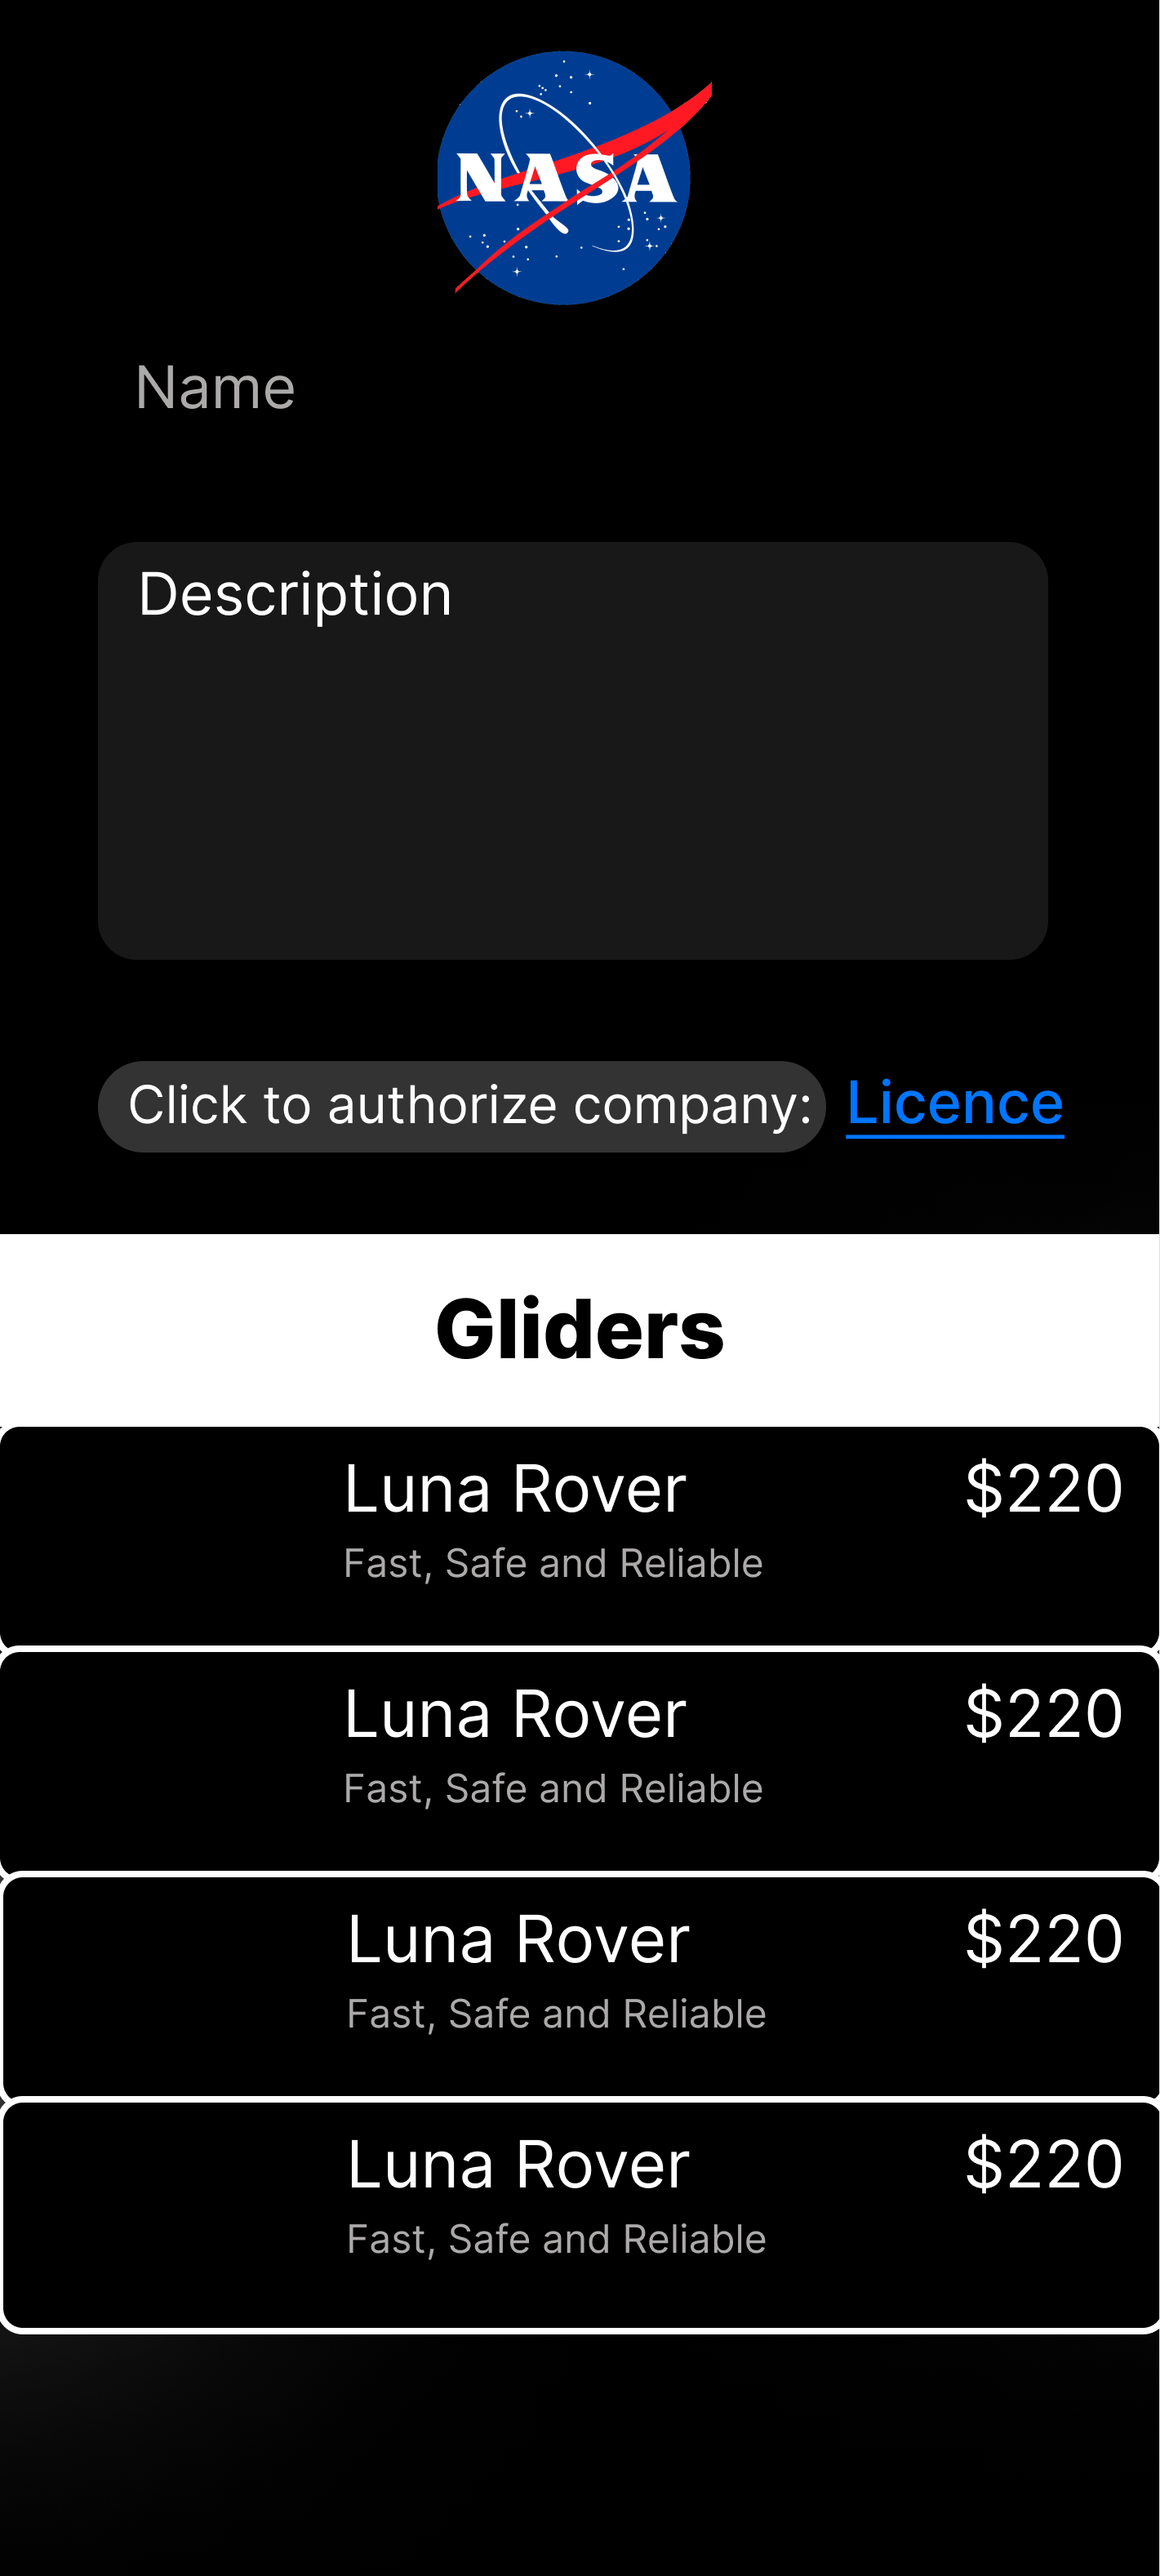 NASA
Name
Description
Click to authorize company: Licence
Gliders
Luna Rover $220
Fast, Safe and Reliable
Luna Rover $220
Fast, Safe and Reliable
Luna Rover $220
Fast, Safe and Reliable
Luna Rover $220
Fast, Safe and Reliable